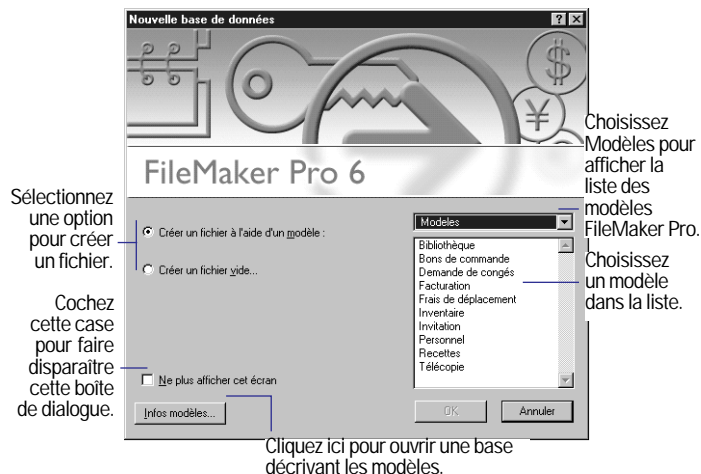 Nouvelle base de données
FileMaker Pro 6
Sélectionnez
une option
pour créer
un fichier.
Cochez
cette case
pour faire
disparaître
cette boîte
de dialogue.
Créer un fichier à l'aide d'un modèle :
Créer un fichier vide...
Ne plus afficher cet écran
Infos modèles...
Modeles
Bibliothèque
Bons de commande
Demande de congés
Facturation
Frais de déplacement
Inventaire
Invitation
Personnel
Recettes
Télécopie
OK
Annuler
Choisissez
Modèles pour
afficher la
liste des
modèles
FileMaker Pro.
Choisissez
un modèle
dans la liste.
Cliquez ici pour ouvrir une base
décrivant les modèles.